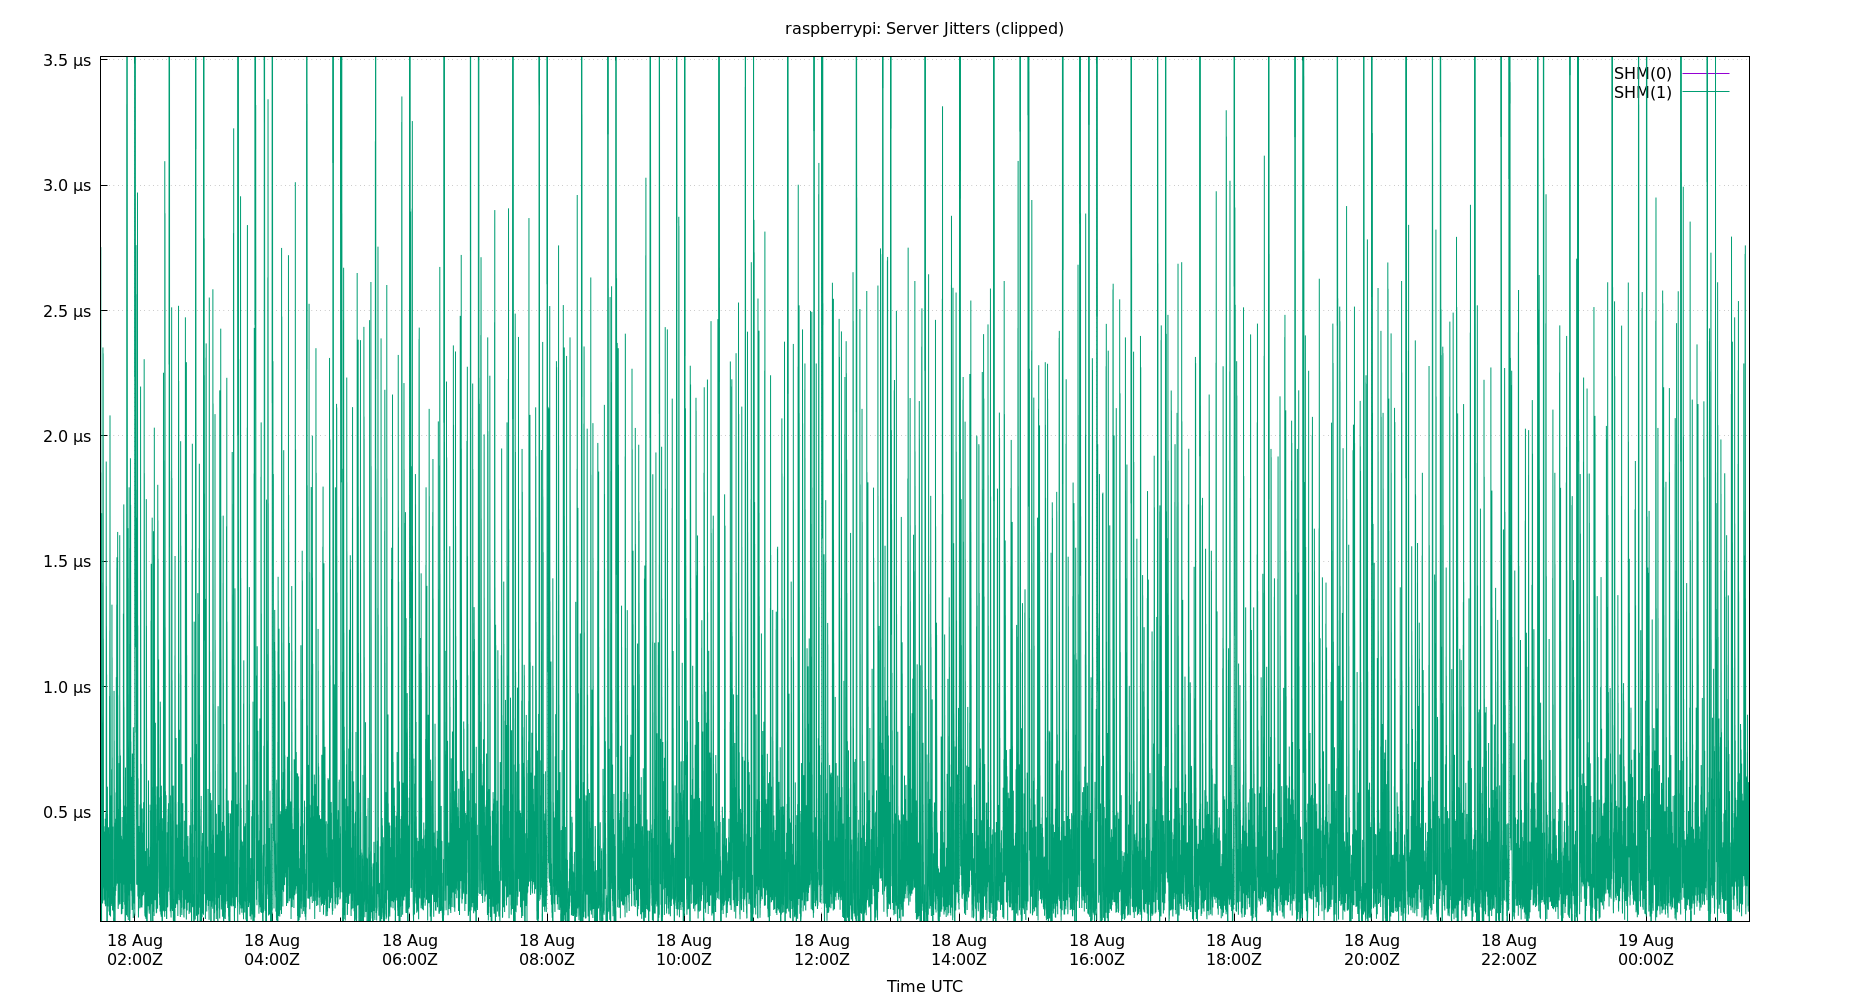 raspberrypi: Server Jitters (clipped)
3.5 µs
3.0 µs
2.5 µs
2.0 µs
1.5 µs
1.0 µs
0.5 µs
SHM(0)
SHM(1)
18 Aug 18 Aug 18 Aug 18 Aug 18 Aug 18 Aug 18 Aug 18 Aug 18 Aug 18 Aug 18 Aug 19 Aug
02:00Z 04:00Z 06:00Z 08:00Z 10:00Z 12:00Z 14:00Z 16:00Z 18:00Z 20:00Z 22:00Z 00:00Z
Time UTC